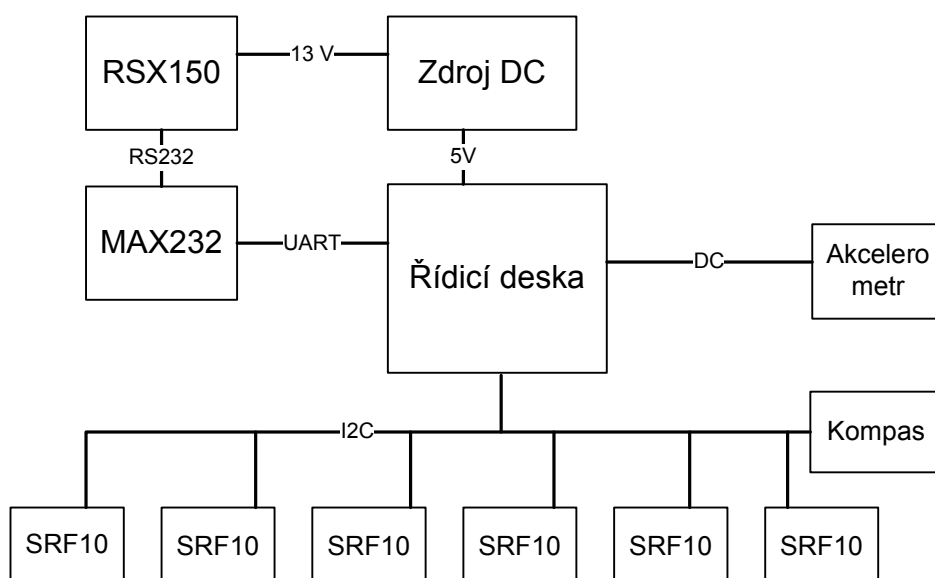 13 V
RSX150
Zdroj DC
RS232
5V
MAX232
UART
Řídicí deska
DC
Akcelero
metr
I2C
Kompas
SRF10
SRF10
SRF10
SRF10
SRF10
SRF10